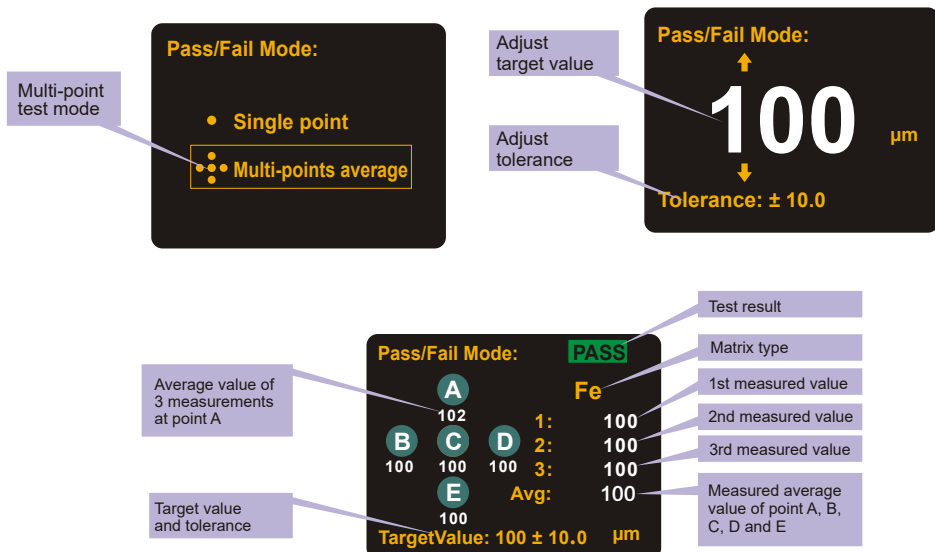 Pass/Fail Mode:
Multi-point
test mode
Single point
Multi-points average
Pass/Fail Mode:
Adjust
target value
100
µm
Adjust
tolerance
Tolerance: ± 10.0
Test result
Pass/Fail Mode:
PASS
Matrix type
Average value of
3 measurements
at point A
A
102
Fe
1st measured value
1: 100
2nd measured value
B C D
100 100 100
2: 100
3rd measured value
3: 100
E
100
Avg: 100
Measured average
value of point A, B,
C, D and E
Target value
and tolerance
TargetValue: 100 ± 10.0 µm